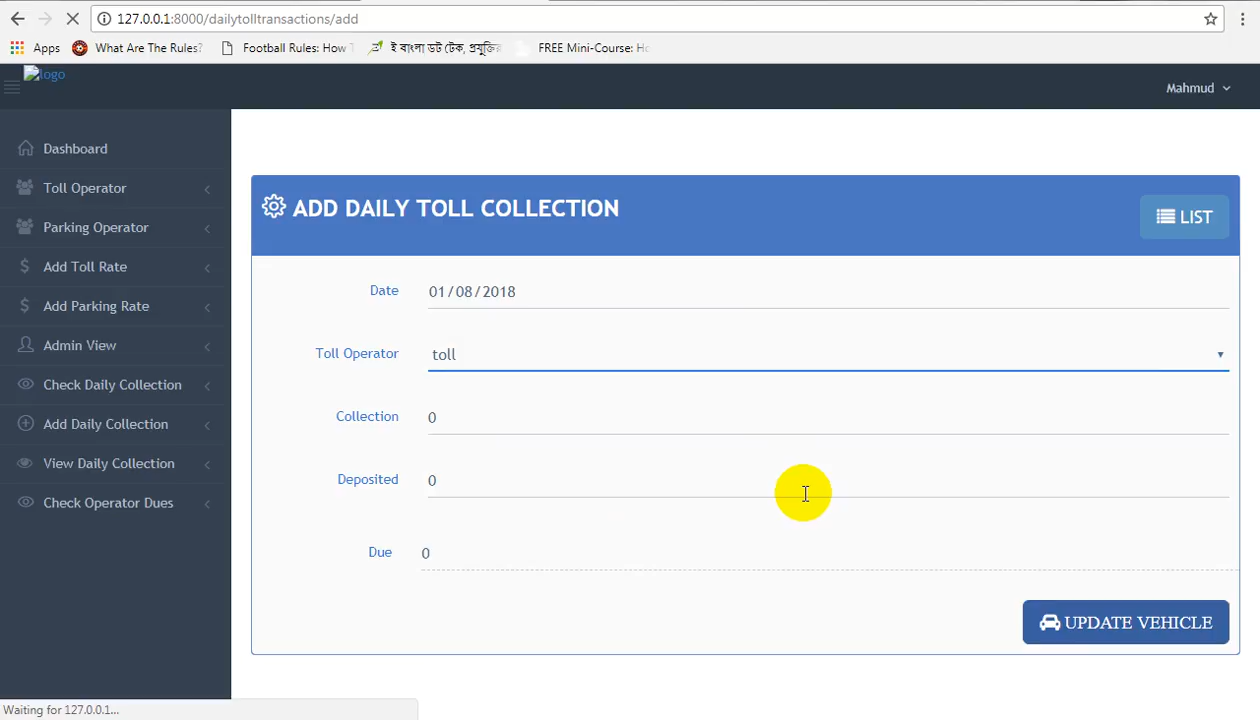 127.0.0.1:8000/dailytolltransactions/add
Apps What Are The Rules? Football Rules: How T ই বাংলা ডট টেক, প্রযুক্তির FREE Mini-Course: Ho
logo
Mahmud
Dashboard
Toll Operator
Parking Operator
Add Toll Rate
Add Parking Rate
Admin View
Check Daily Collection
Add Daily Collection
View Daily Collection
Check Operator Dues
ADD DAILY TOLL COLLECTION
LIST
Date 01/08/2018
Toll Operator toll
Collection 0
Deposited 0
Due 0
UPDATE VEHICLE
Waiting for 127.0.0.1...